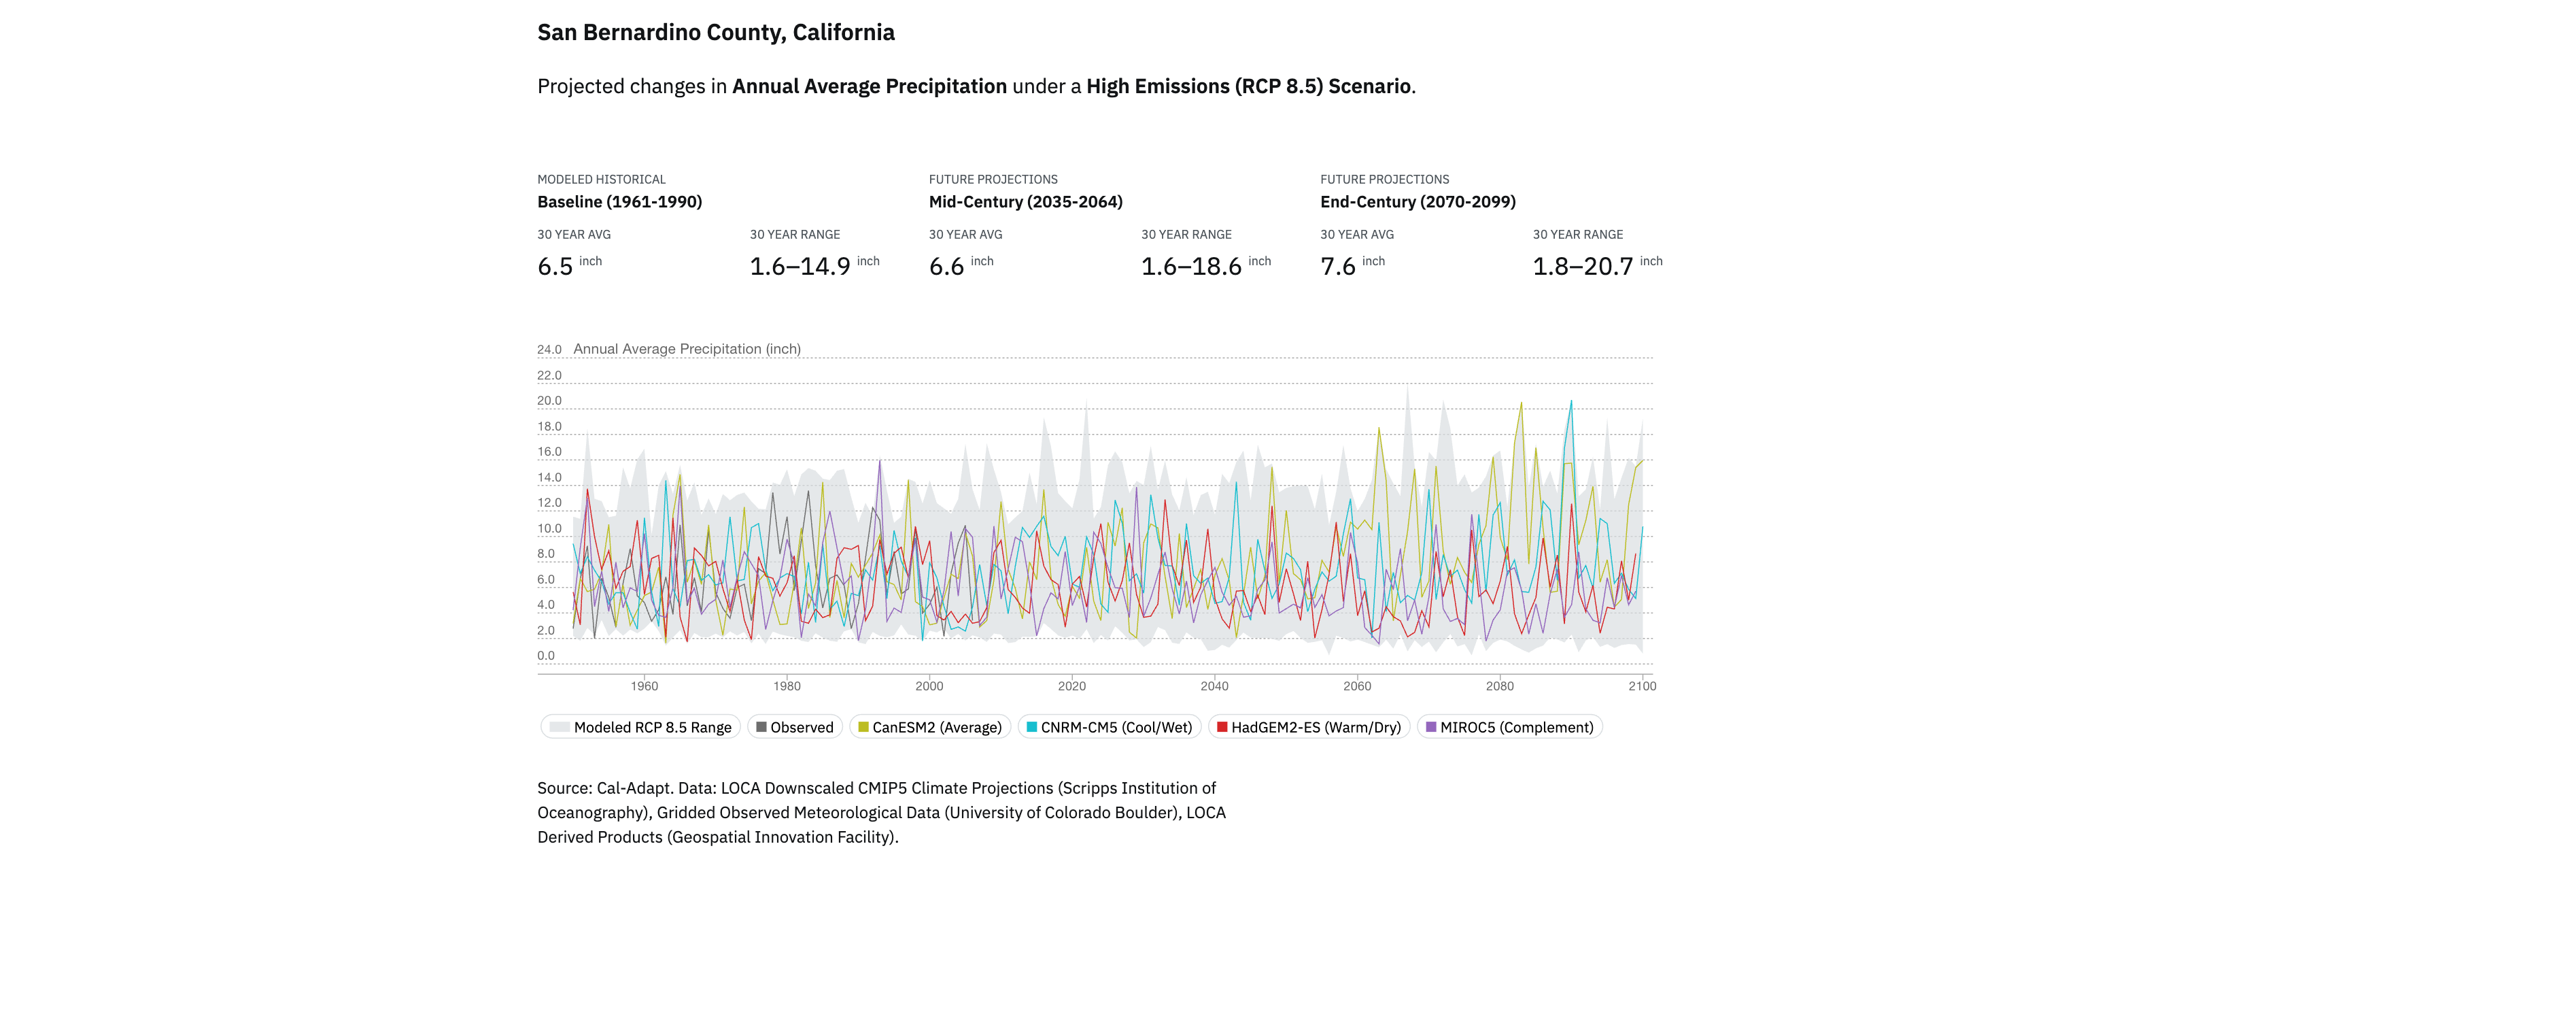 San Bernardino County, California
Projected changes in Annual Average Precipitation under a High Emissions (RCP 8.5) Scenario.
MODELED HISTORICAL
Baseline (1961-1990)
30 YEAR AVG
6.5 inch
30 YEAR RANGE
1.6–14.9 inch
FUTURE PROJECTIONS
Mid-Century (2035-2064)
30 YEAR AVG
6.6 inch
30 YEAR RANGE
1.6–18.6 inch
FUTURE PROJECTIONS
End-Century (2070-2099)
30 YEAR AVG
7.6 inch
30 YEAR RANGE
1.8–20.7 inch
24.0 Annual Average Precipitation (inch)
22.0
20.0
18.0
16.0
14.0
12.0
10.0
8.0
6.0
4.0
2.0
0.0
1960 1980 2000 2020 2040 2060 2080 2100
Modeled RCP 8.5 Range Observed CanESM2 (Average) CNRM-CM5 (Cool/Wet) HadGEM2-ES (Warm/Dry) MIROC5 (Complement)
Source: Cal-Adapt. Data: LOCA Downscaled CMIP5 Climate Projections (Scripps Institution of
Oceanography), Gridded Observed Meteorological Data (University of Colorado Boulder), LOCA
Derived Products (Geospatial Innovation Facility).